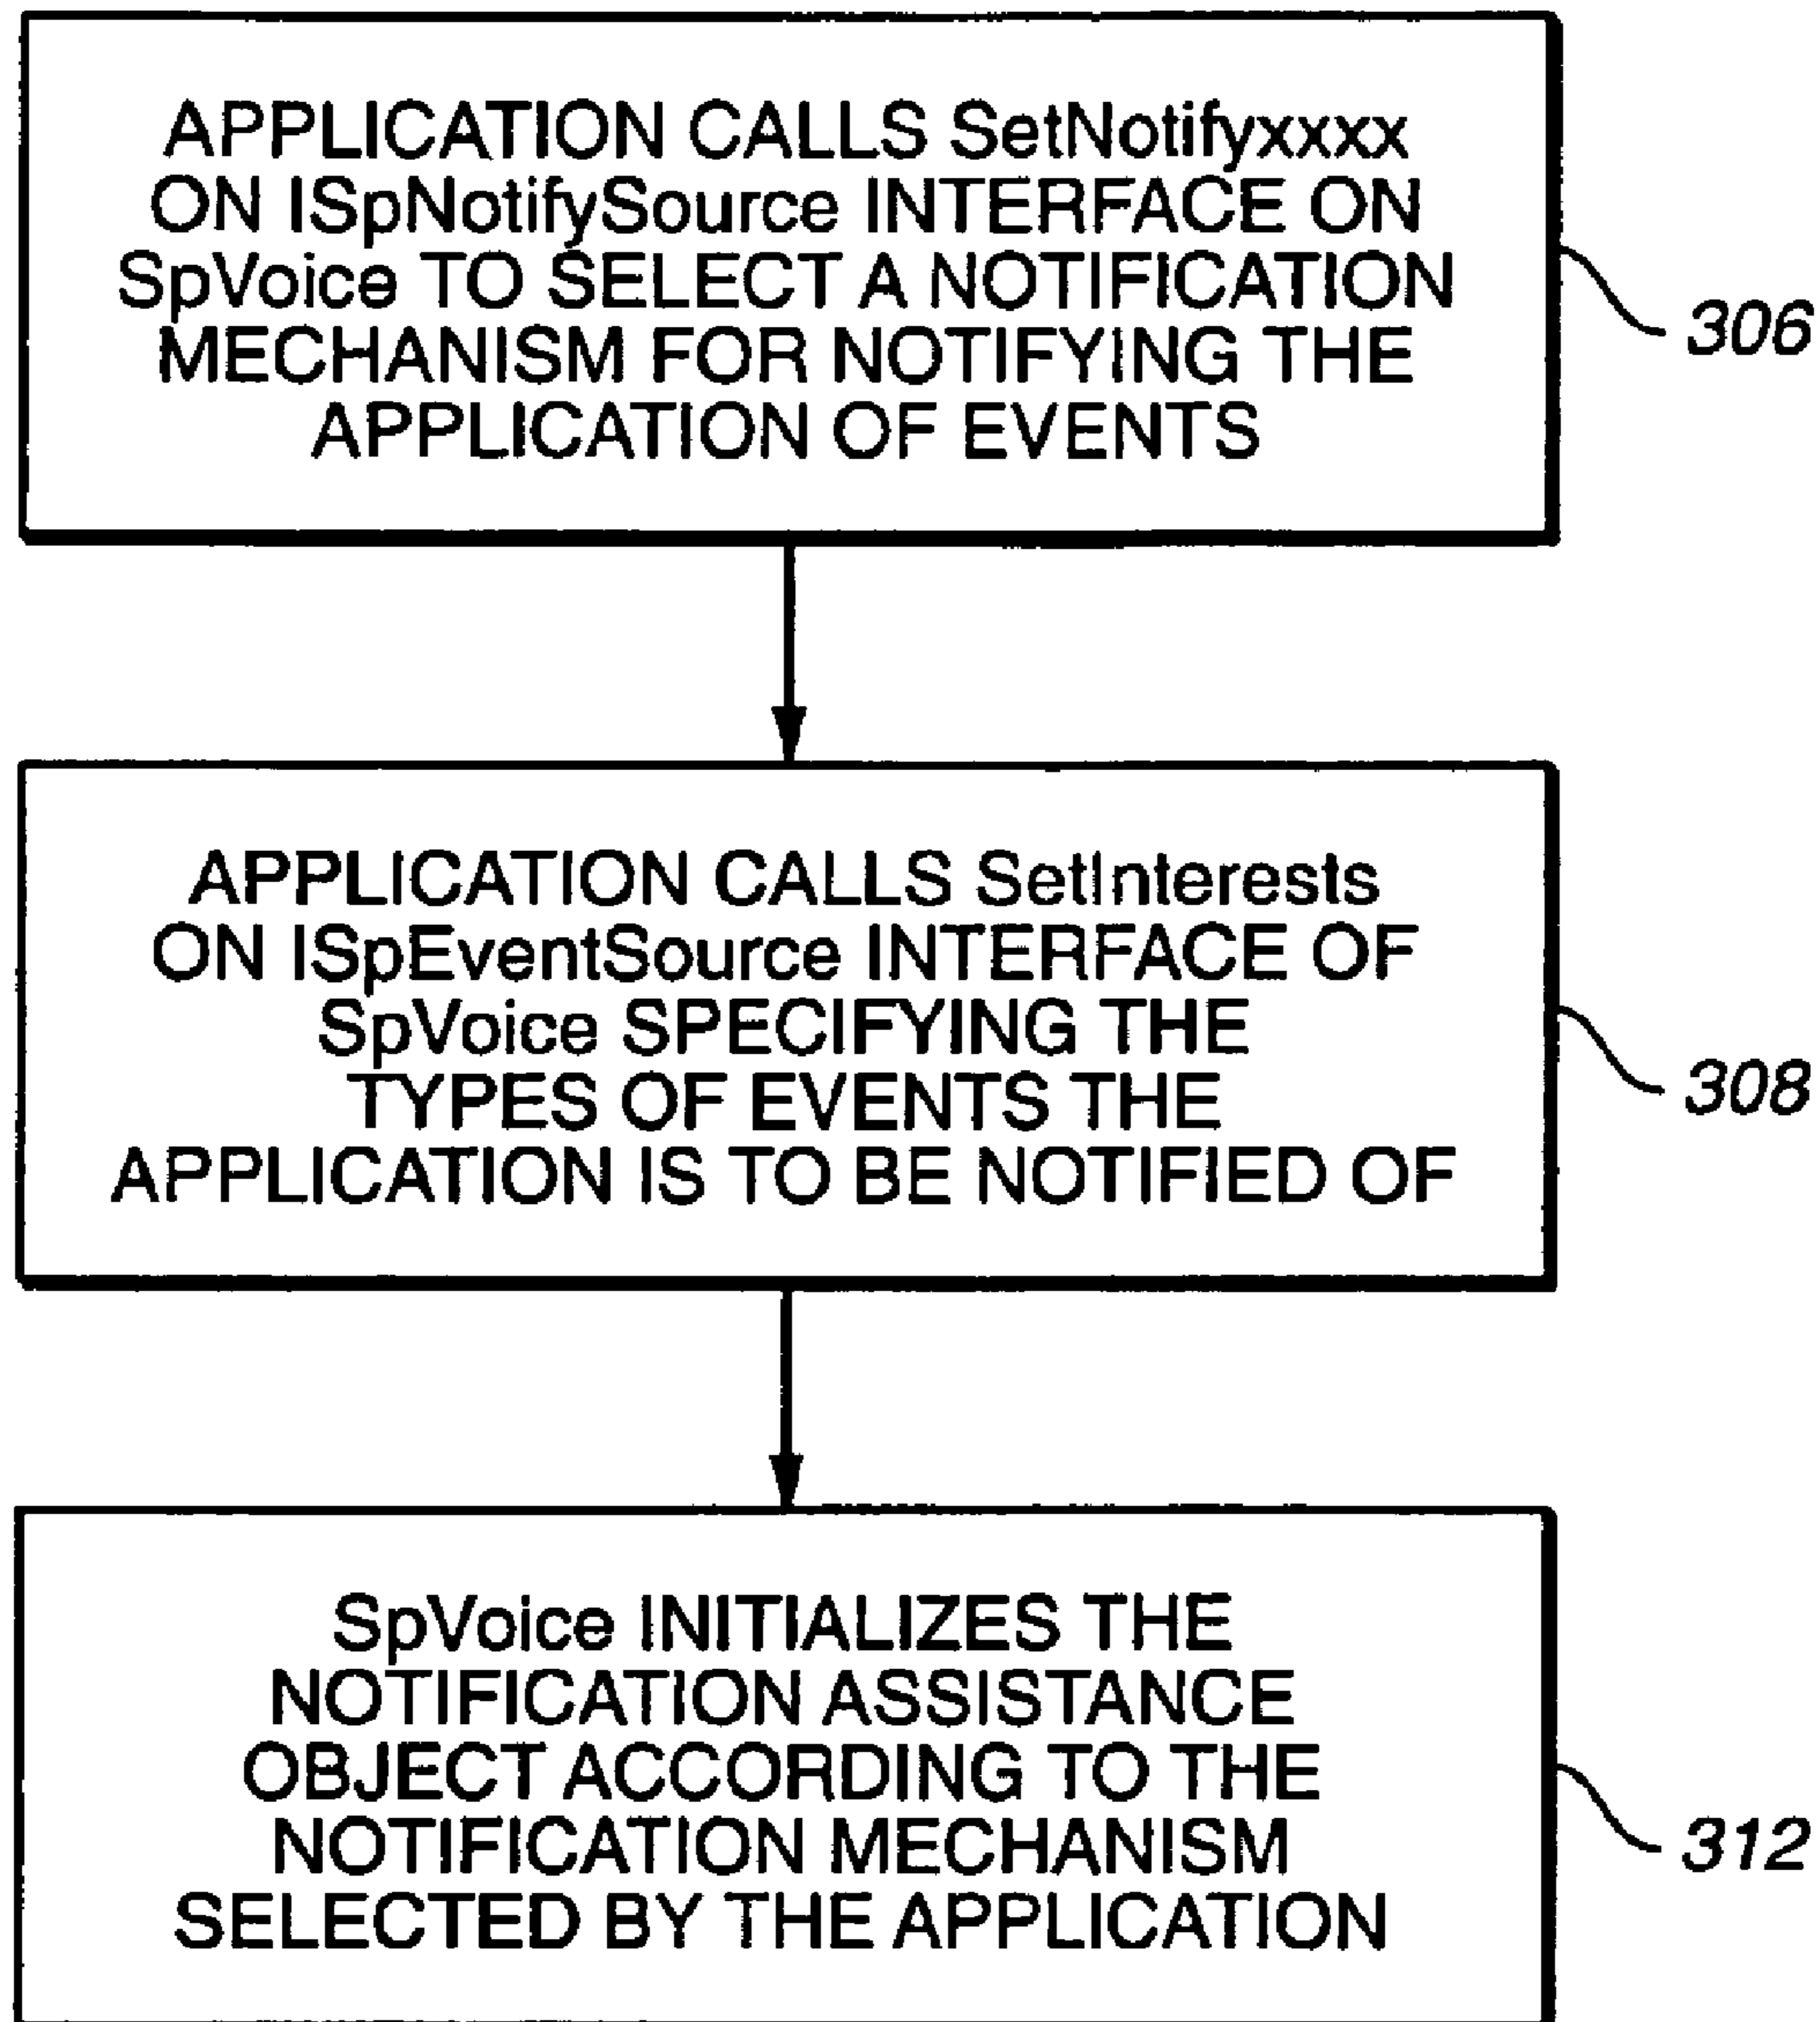 APPLICATION CALLS SetNotifyxxxx
ON ISpNotifySource INTERFACE ON
SpVoice TO SELECT A NOTIFICATION
MECHANISM FOR NOTIFYING THE
APPLICATION OF EVENTS
306
APPLICATION CALLS SetInterests
ON ISpEventSource INTERFACE OF
SpVoice SPECIFYING THE
TYPES OF EVENTS THE
APPLICATION IS TO BE NOTIFIED OF
308
SpVoice INITIALIZES THE
NOTIFICATION ASSISTANCE
OBJECT ACCORDING TO THE
NOTIFICATION MECHANISM
SELECTED BY THE APPLICATION
312